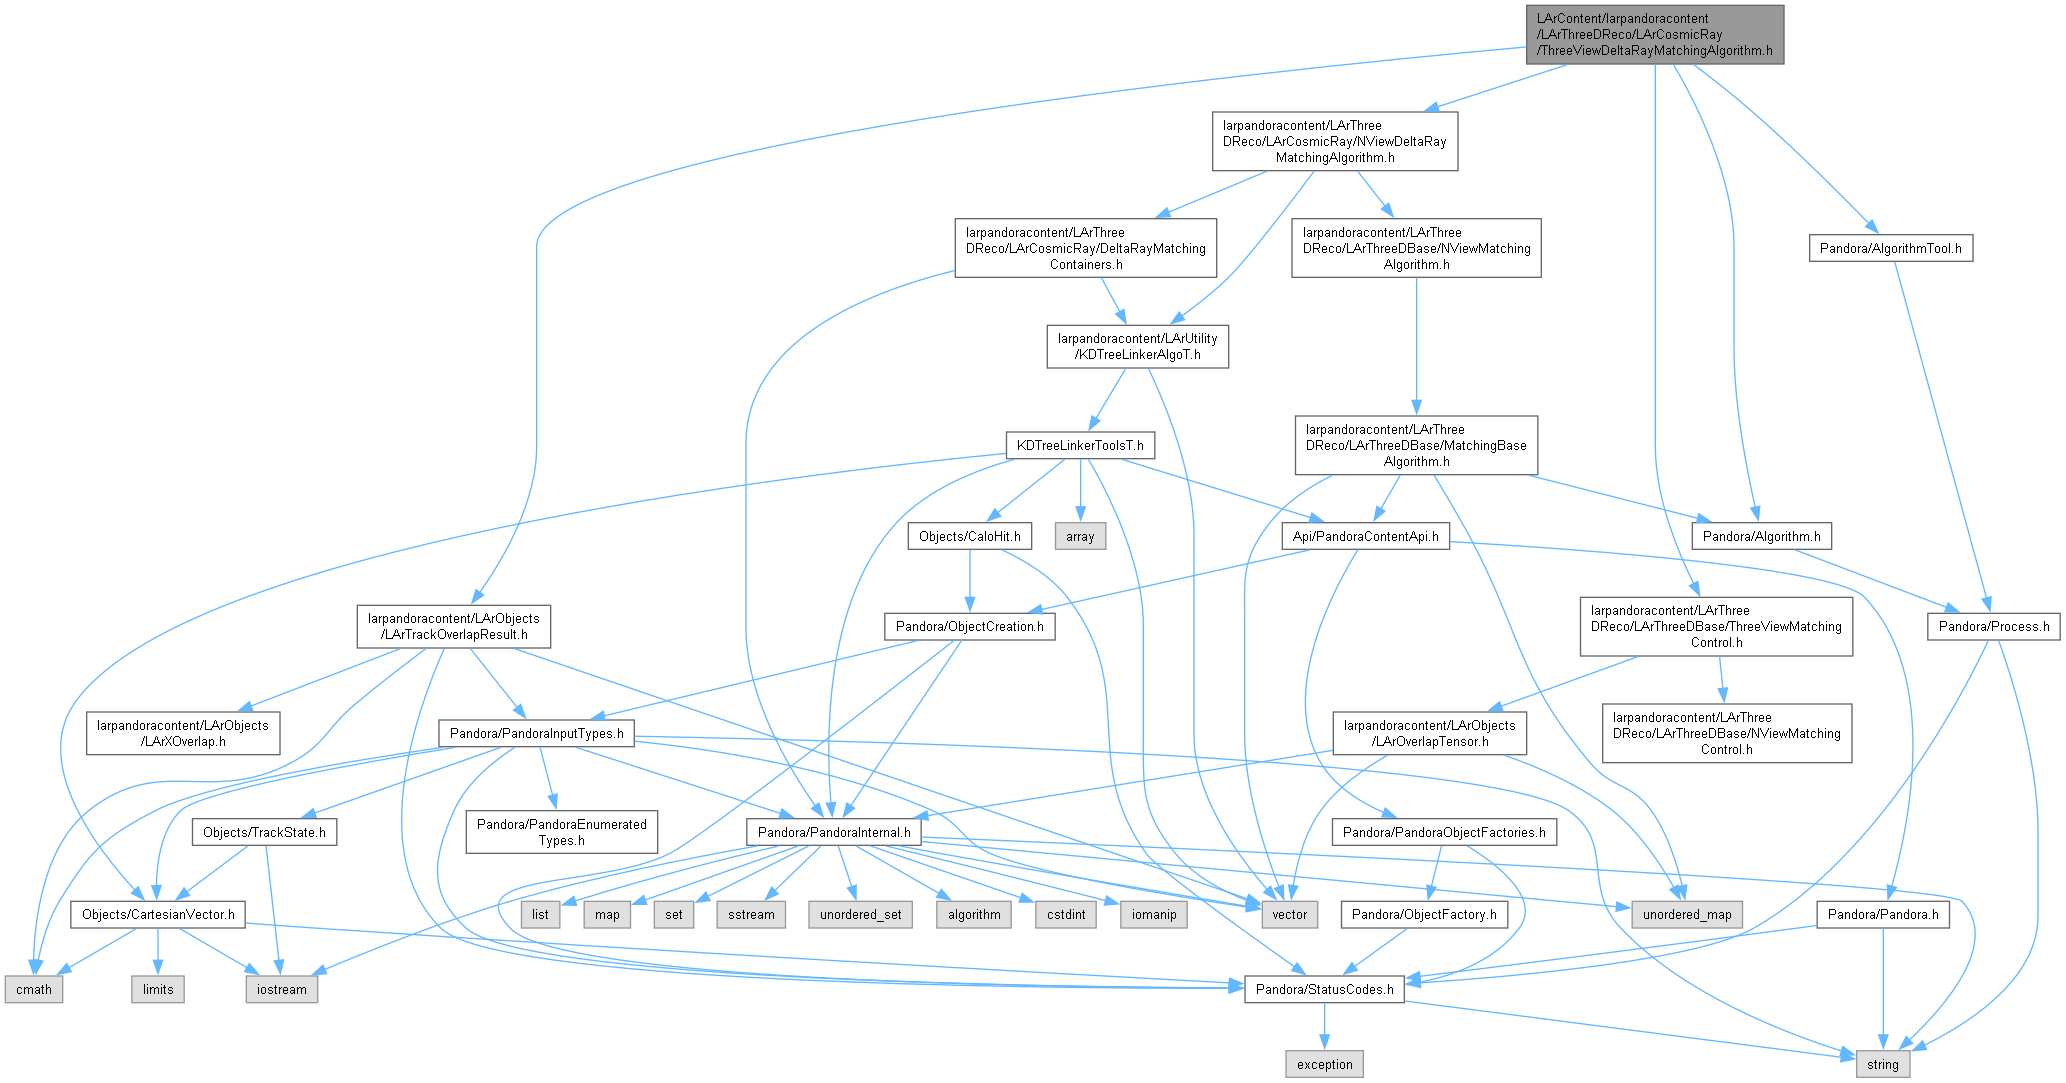 LArContent/larpandoracontent
/LArThreeDReco/LArCosmicRay
/ThreeViewDeltaRayMatchingAlgorithm.h
larpandoracontent/LArThree
DReco/LArCosmicRay/NViewDeltaRay
MatchingAlgorithm.h
larpandoracontent/LArThree
DReco/LArCosmicRay/DeltaRayMatching
Containers.h
larpandoracontent/LArThree
DReco/LArThreeDBase/NViewMatching
Algorithm.h
Pandora/AlgorithmTool.h
larpandoracontent/LArUtility
/KDTreeLinkerAlgoT.h
KDTreeLinkerToolsT.h
larpandoracontent/LArThree
DReco/LArThreeDBase/MatchingBase
Algorithm.h
Objects/CaloHit.h
array
Api/PandoraContentApi.h
Pandora/Algorithm.h
larpandoracontent/LArObjects
/LArTrackOverlapResult.h
Pandora/ObjectCreation.h
larpandoracontent/LArThree
DReco/LArThreeDBase/ThreeViewMatching
Control.h
Pandora/Process.h
larpandoracontent/LArObjects
/LArXOverlap.h
Pandora/PandoraInputTypes.h
larpandoracontent/LArObjects
/LArOverlapTensor.h
larpandoracontent/LArThree
DReco/LArThreeDBase/NViewMatching
Control.h
Objects/TrackState.h
Pandora/PandoraEnumerated
Types.h
Pandora/PandoraInternal.h
Pandora/PandoraObjectFactories.h
Objects/CartesianVector.h
list
map
set
sstream
unordered_set
algorithm
cstdint
iomanip
vector
Pandora/ObjectFactory.h
unordered_map
Pandora/Pandora.h
cmath
limits
iostream
Pandora/StatusCodes.h
exception
string